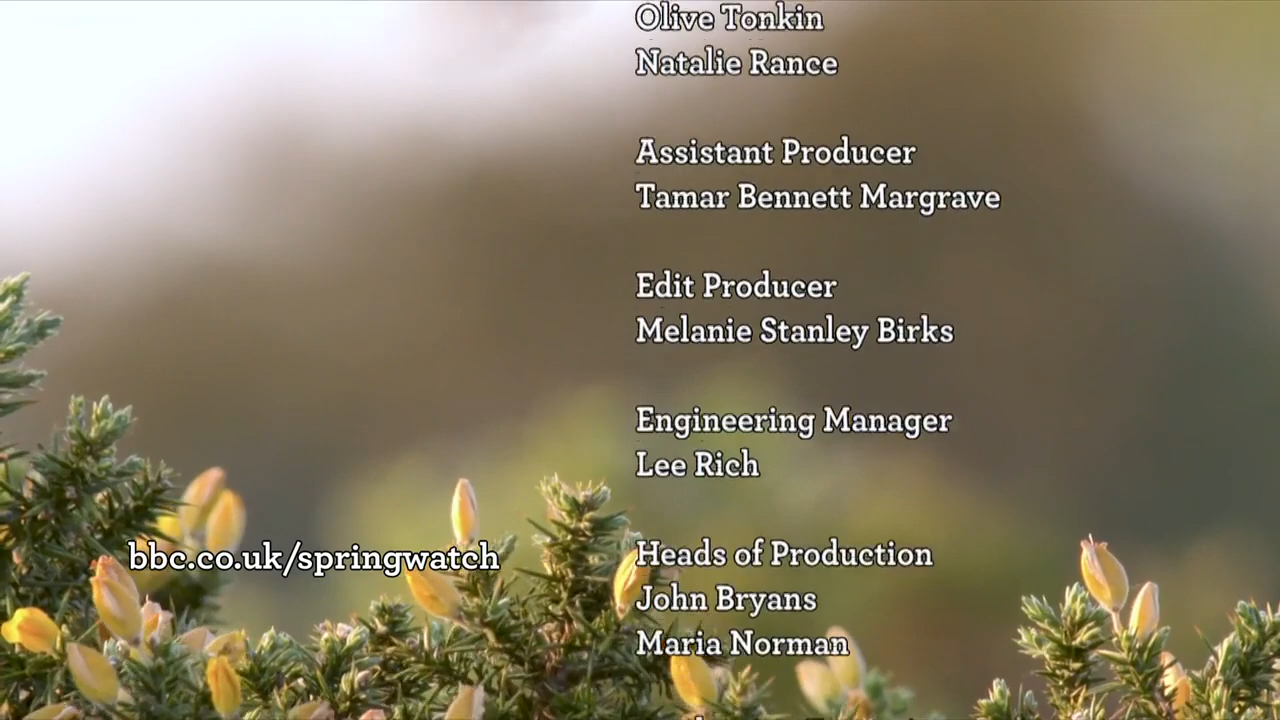 Olive Tonkin
Natalie Rance
Assistant Producer
Tamar Bennett Margrave
Edit Producer
Melanie Stanley Birks
Engineering Manager
Lee Rich
bbc.co.uk/springwatch
Heads of Production
John Bryans
Maria Norman